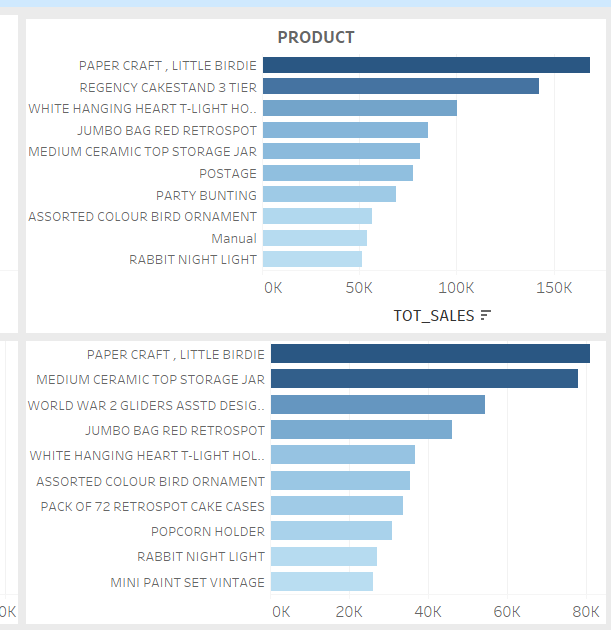 PRODUCT
PAPER CRAFT , LITTLE BIRDIE
REGENCY CAKESTAND 3 TIER
WHITE HANGING HEART T-LIGHT HO..
JUMBO BAG RED RETROSPOT
MEDIUM CERAMIC TOP STORAGE JAR
POSTAGE
PARTY BUNTING
ASSORTED COLOUR BIRD ORNAMENT
Manual
RABBIT NIGHT LIGHT
0K 50K 100K 150K
TOT_SALES
PAPER CRAFT , LITTLE BIRDIE
MEDIUM CERAMIC TOP STORAGE JAR
WORLD WAR 2 GLIDERS ASSTD DESIG..
JUMBO BAG RED RETROSPOT
WHITE HANGING HEART T-LIGHT HOL..
ASSORTED COLOUR BIRD ORNAMENT
PACK OF 72 RETROSPOT CAKE CASES
POPCORN HOLDER
RABBIT NIGHT LIGHT
MINI PAINT SET VINTAGE
0K 0K 20K 40K 60K 80K